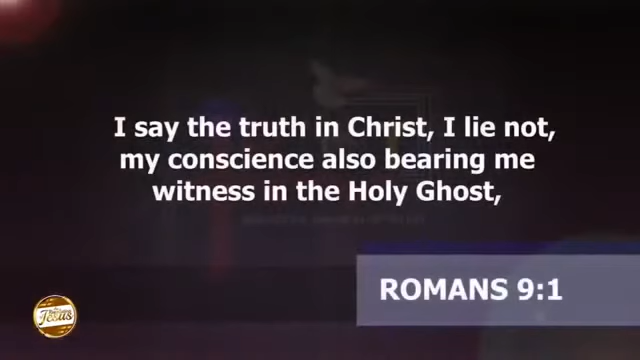 I say the truth in Christ, I lie not,
my conscience also bearing me
witness in the Holy Ghost,
ROMANS 9:1
Jesus